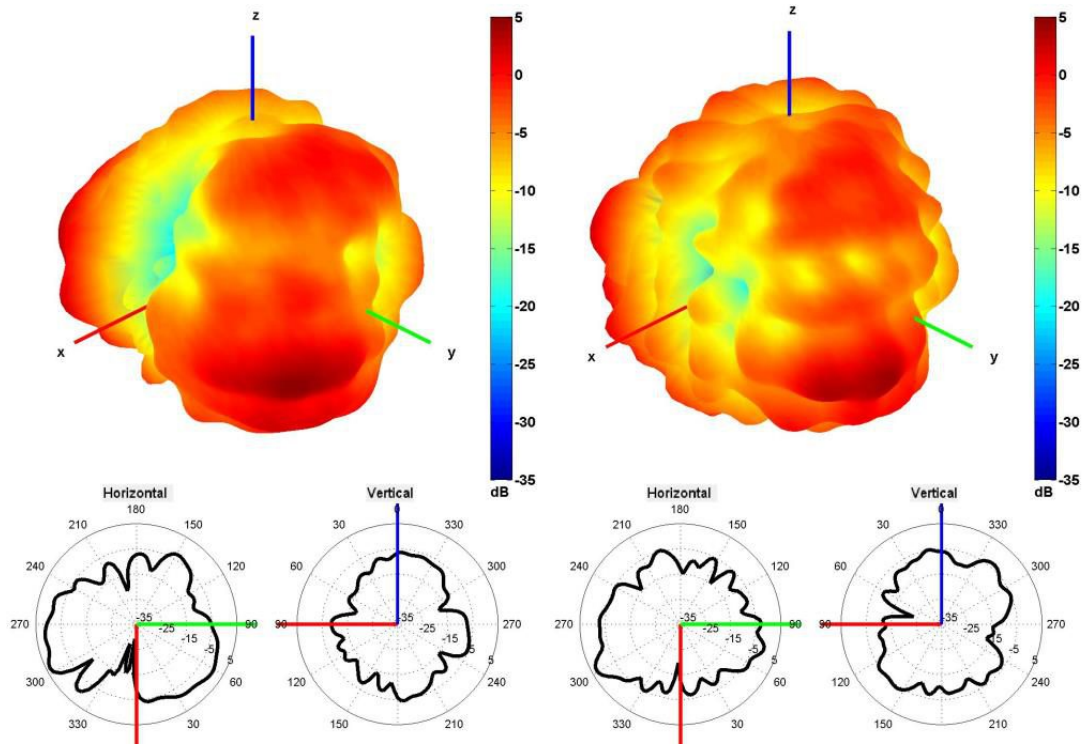 z z
5 5
0 0
-5 -5
-10 -10
-15 -15
-20 -20
-25 -25
-30 -30
-35 -35
dB dB
x y x y
Horizontal Vertical Horizontal Vertical
180 0 180 0
210 150 30 330 210 150 30 330
240 120 60 300 240 120 60 300
270 90 90 270 270 90 90 270
-35 -25 -15 -5 5 -35 -25 -15 -5 5 -35 -25 -15 -5 5 -35 -25 -15 -5 5
300 60 120 240 300 60 120 240
330 30 150 210 330 30 150 210